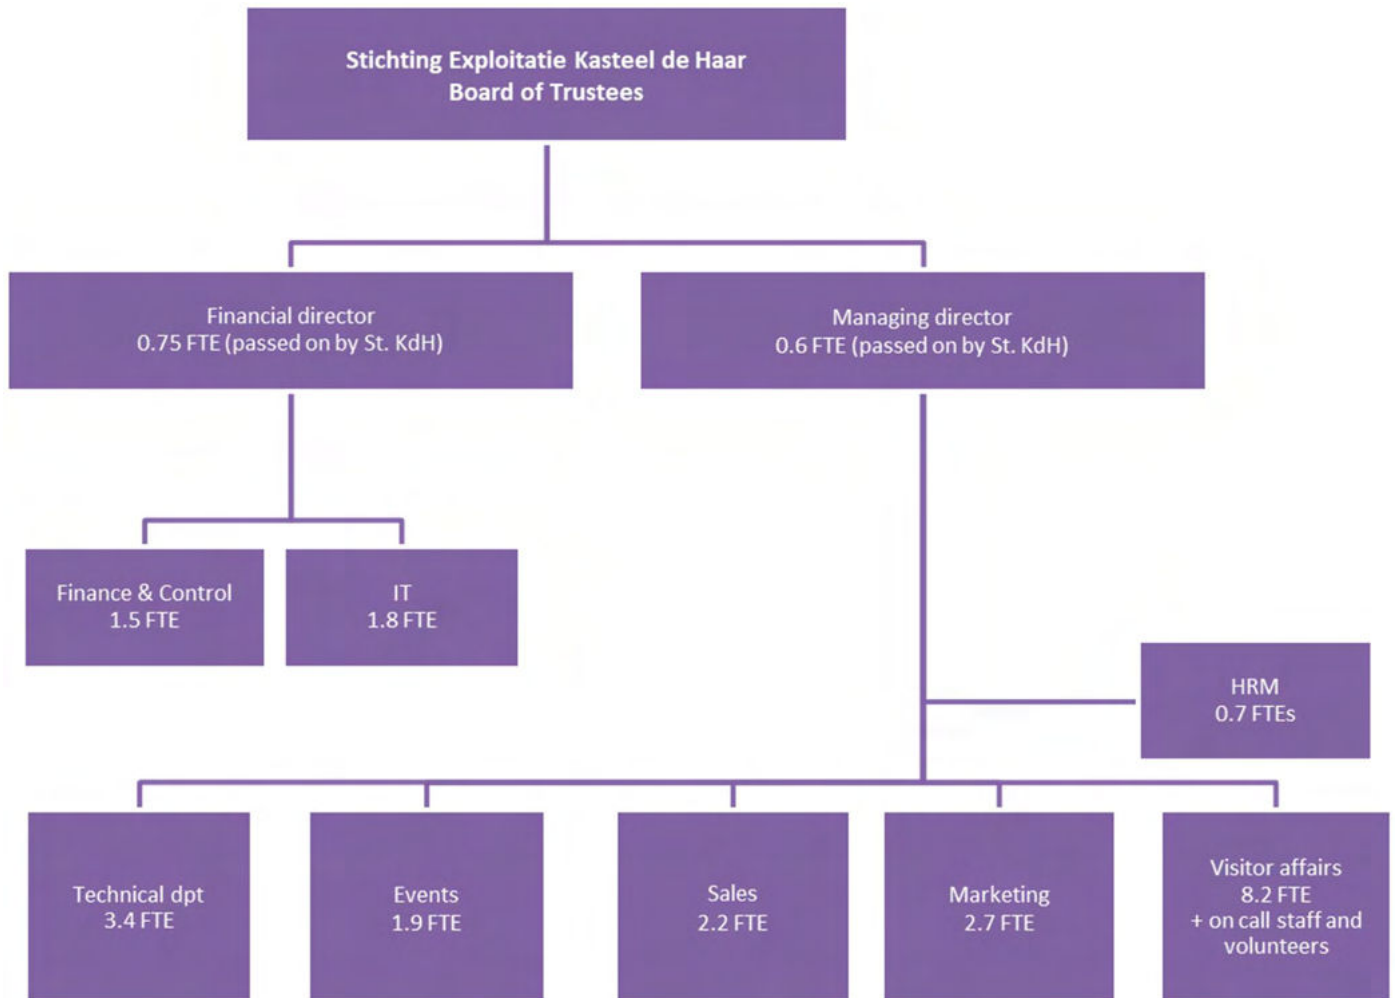 Stichting Exploitatie Kasteel de Haar
Board of Trustees
Financial director
0.75 FTE (passed on by St. KdH)
Managing director
0.6 FTE (passed on by St. KdH)
Finance & Control
1.5 FTE
IT
1.8 FTE
HRM
0.7 FTEs
Technical dpt
3.4 FTE
Events
1.9 FTE
Sales
2.2 FTE
Marketing
2.7 FTE
Visitor affairs
8.2 FTE
+ on call staff and
volunteers